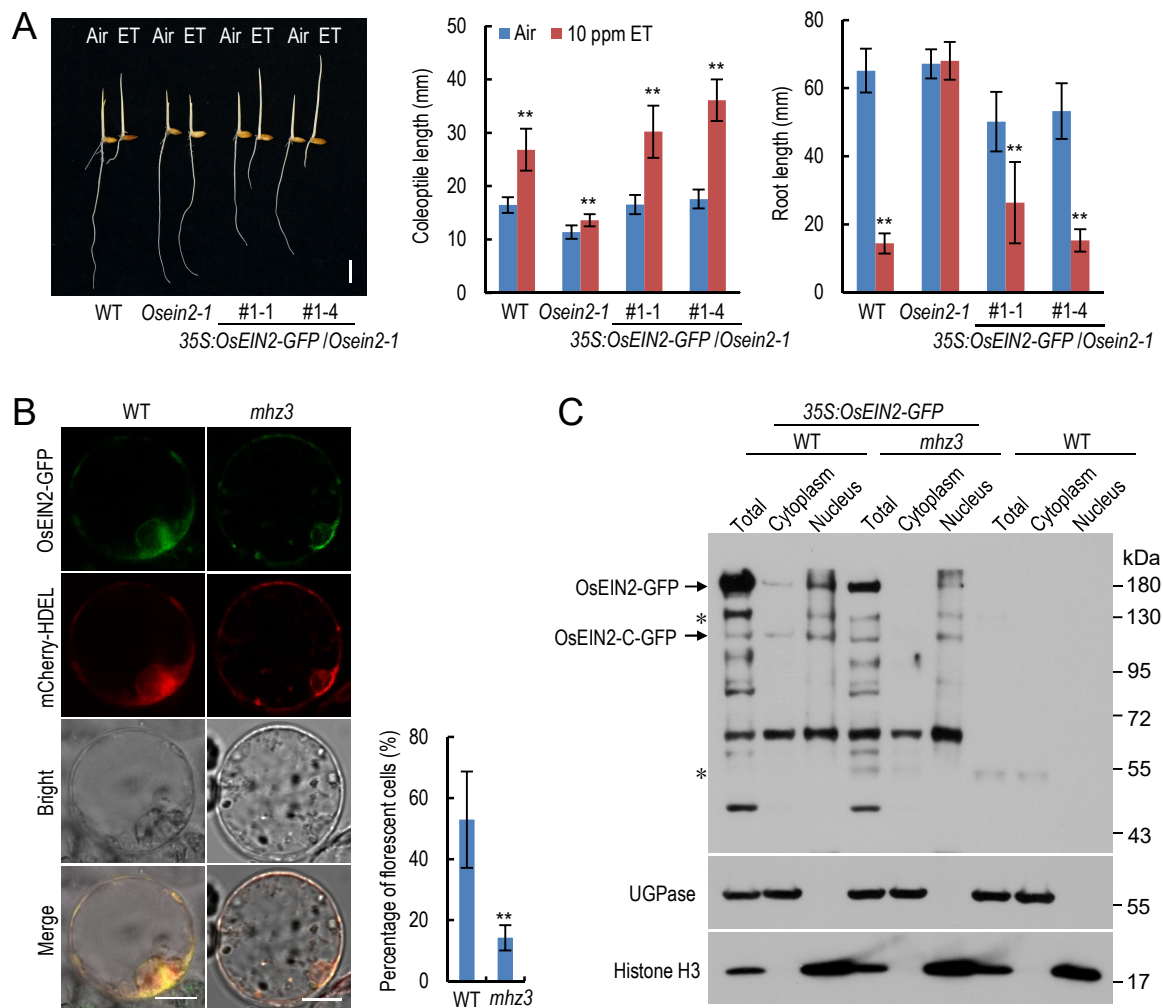 A
Air ET Air ET Air ET Air ET
WT Osein2-1 #1-1 #1-4
35S:OsEIN2-GFP /Osein2-1
Air 10 ppm ET
Coleoptile length (mm)
50
40
30
20
10
0
** ** ** **
WT Osein2-1 #1-1 #1-4
35S:OsEIN2-GFP /Osein2-1
Root length (mm)
80
60
40
20
0
** ** **
WT Osein2-1 #1-1 #1-4
35S:OsEIN2-GFP /Osein2-1
B
WT mhz3
OsEIN2-GFP
mCherry-HDEL
Bright
Merge
Percentage of florescent cells (%)
80
60
40
20
0
**
WT mhz3
C
35S:OsEIN2-GFP
WT mhz3 WT
Total Cytoplasm Nucleus Total Cytoplasm Nucleus Total Cytoplasm Nucleus
kDa
OsEIN2-GFP
180
*
130
OsEIN2-C-GFP
95
72
*
55
43
UGPase
55
Histone H3
17